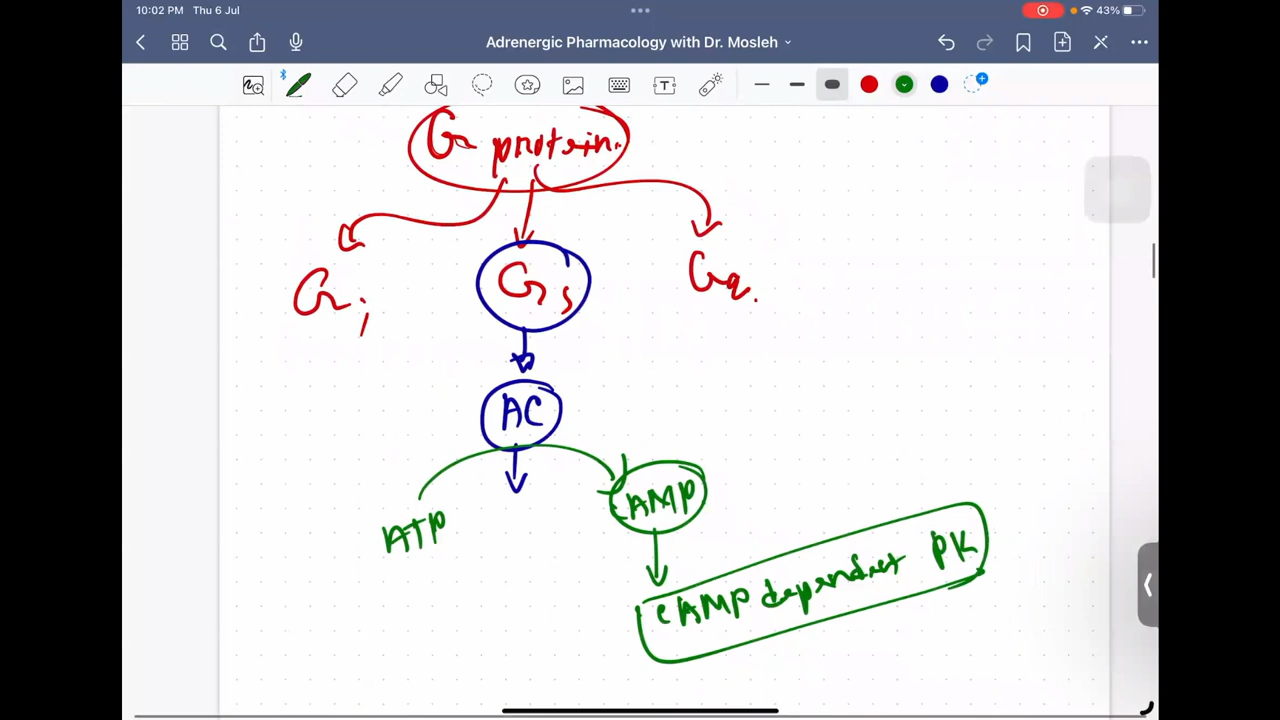 10:02 PM Thu 6 Jul
43%
Adrenergic Pharmacology with Dr. Mosleh
G protein.
Gi
Gs
Gq.
AC
ATP
cAMP
cAMP dependent PK